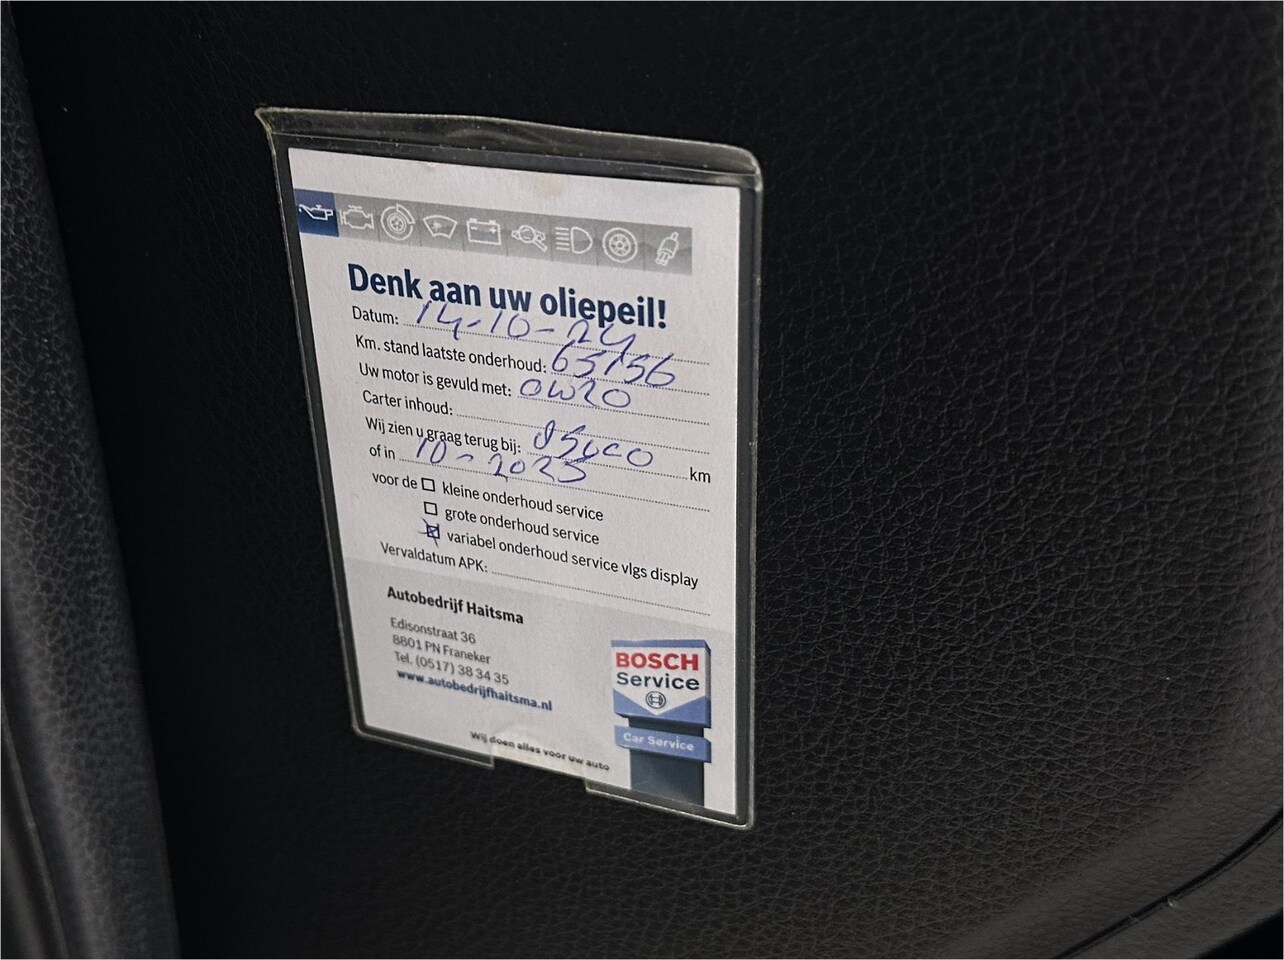 Denk aan uw oliepeil!
Datum: 14-10-24
Km. stand laatste onderhoud: 65156
Uw motor is gevuld met: 0W20
Carter inhoud:
Wij zien u graag terug bij: km
of in 10-2025
voor de kleine onderhoud service
grote onderhoud service
variabel onderhoud service vlgs display
Vervaldatum APK:
Autobedrijf Haitsma
Edisonstraat 36
8801 PN Franeker
Tel. (0517) 38 34 35
www.autobedrijfhaitsma.nl
BOSCH
Service
Car Service
Wij doen alles voor uw auto